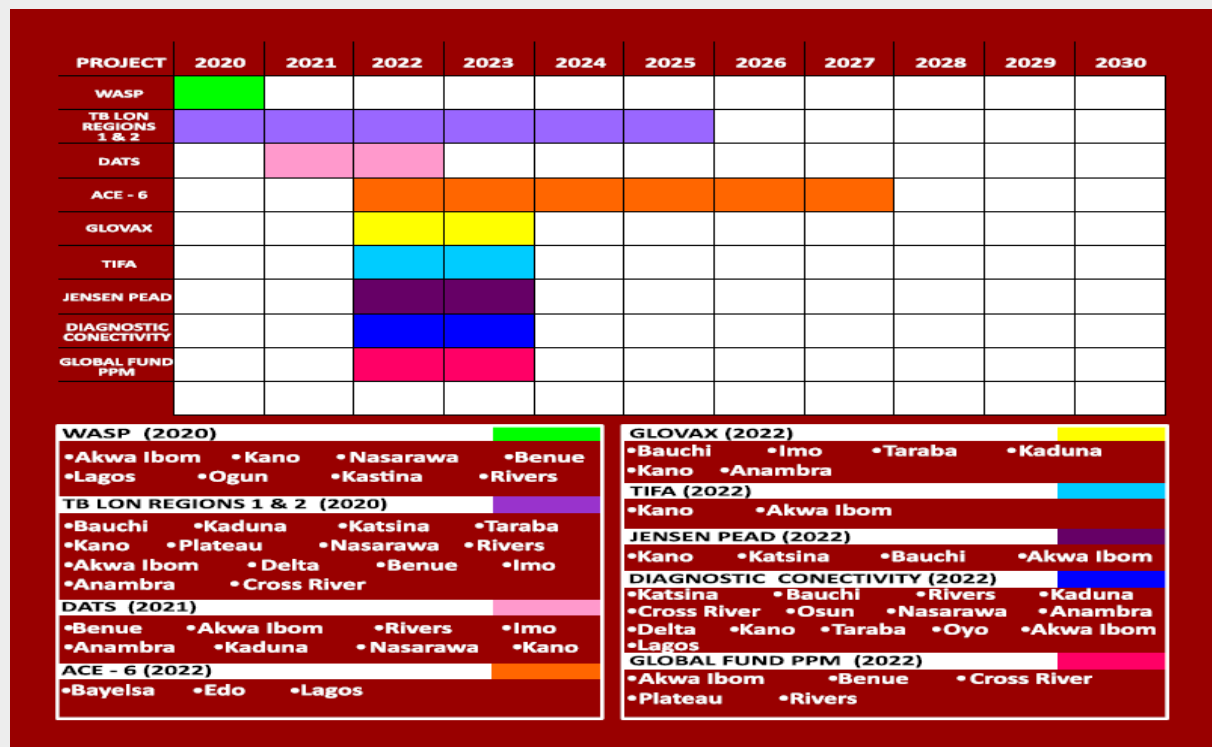 PROJECT 2020 2021 2022 2023 2024 2025 2026 2027 2028 2029 2030
WASP
TB LON
REGIONS
1 & 2
DATS
ACE - 6
GLOVAX
TIFA
JENSEN PEAD
DIAGNOSTIC
CONECTIVITY
GLOBAL FUND
PPM
WASP (2020)
•Akwa Ibom •Kano •Nasarawa •Benue
•Lagos •Ogun •Kastina •Rivers
TB LON REGIONS 1 & 2 (2020)
•Bauchi •Kaduna •Katsina •Taraba
•Kano •Plateau •Nasarawa •Rivers
•Akwa Ibom •Delta •Benue •Imo
•Anambra •Cross River
DATS (2021)
•Benue •Akwa Ibom •Rivers •Imo
•Anambra •Kaduna •Nasarawa •Kano
ACE - 6 (2022)
•Bayelsa •Edo •Lagos
GLOVAX (2022)
•Bauchi •Imo •Taraba •Kaduna
•Kano •Anambra
TIFA (2022)
•Kano •Akwa Ibom
JENSEN PEAD (2022)
•Kano •Katsina •Bauchi •Akwa Ibom
DIAGNOSTIC CONECTIVITY (2022)
•Katsina •Bauchi •Rivers •Kaduna
•Cross River •Osun •Nasarawa •Anambra
•Delta •Kano •Taraba •Oyo •Akwa Ibom
•Lagos
GLOBAL FUND PPM (2022)
•Akwa Ibom •Benue •Cross River
•Plateau •Rivers